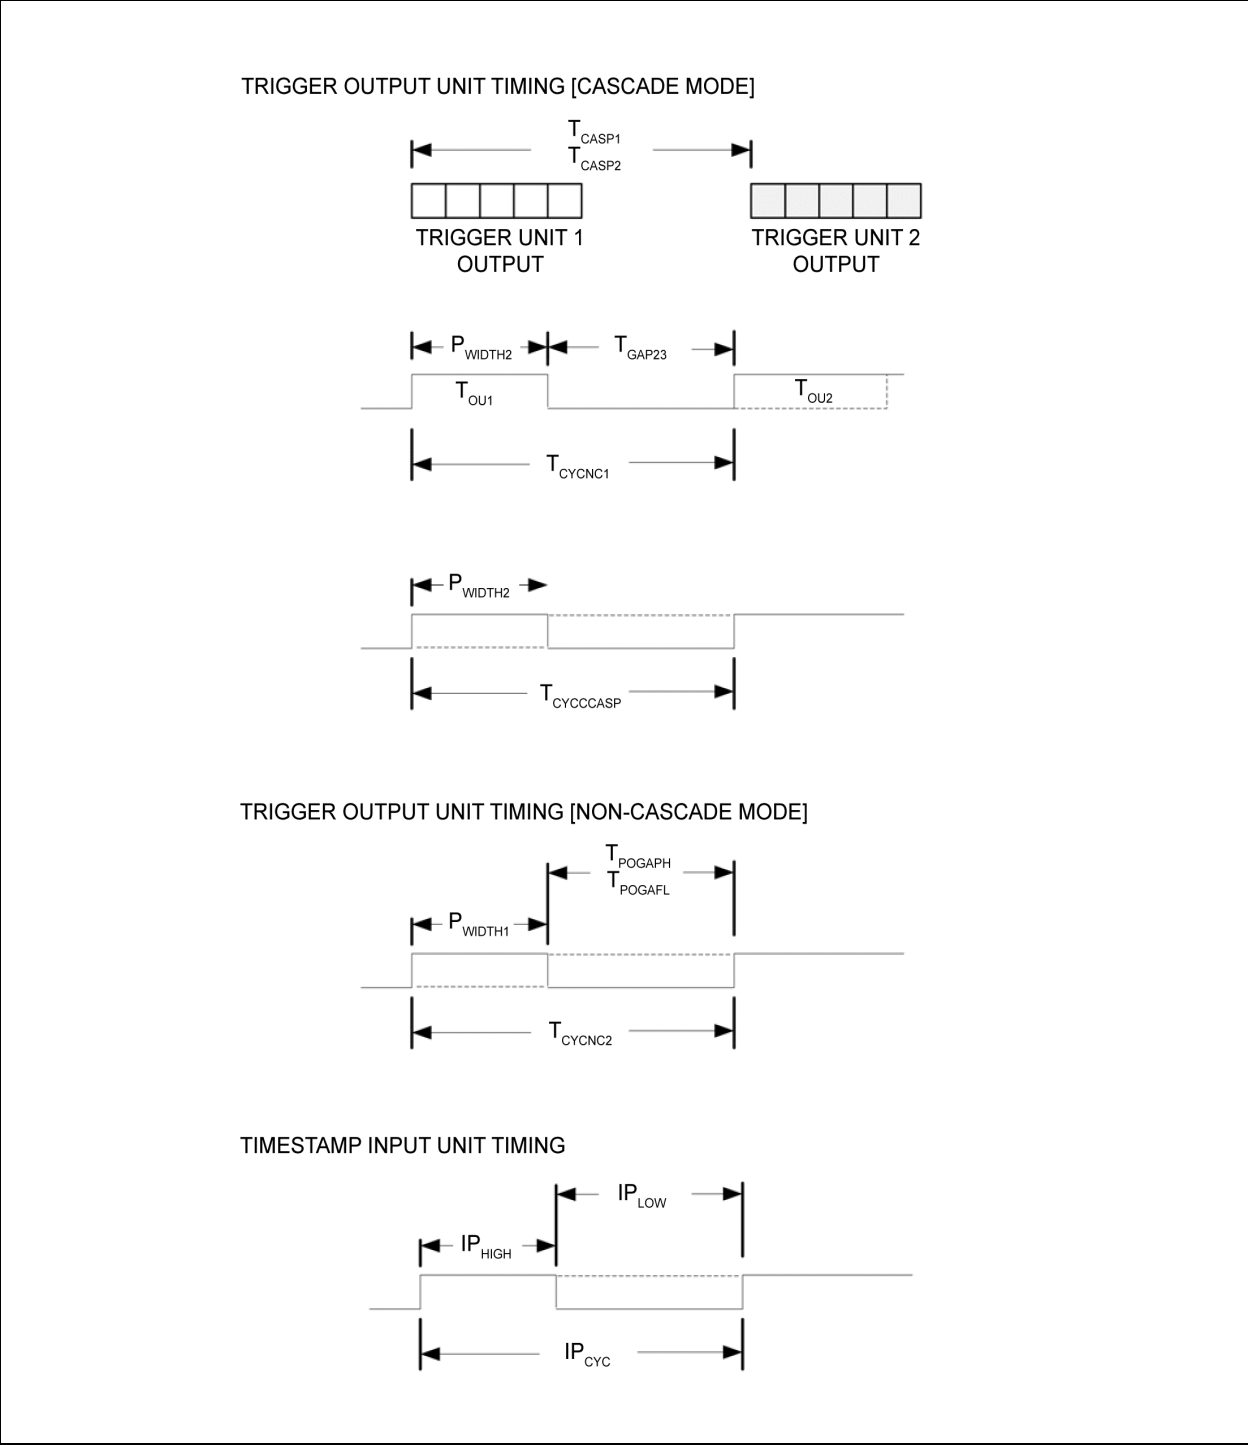 TRIGGER OUTPUT UNIT TIMING [CASCADE MODE]
TCASP1
TCASP2
TRIGGER UNIT 1
OUTPUT
TRIGGER UNIT 2
OUTPUT
PWIDTH2
TGAP23
TOU1
TOU2
TCYCNC1
PWIDTH2
TCYCCCASP
TRIGGER OUTPUT UNIT TIMING [NON-CASCADE MODE]
TPOGAPH
TPOGAFL
PWIDTH1
TCYCNC2
TIMESTAMP INPUT UNIT TIMING
IPLOW
IPHIGH
IPCYC